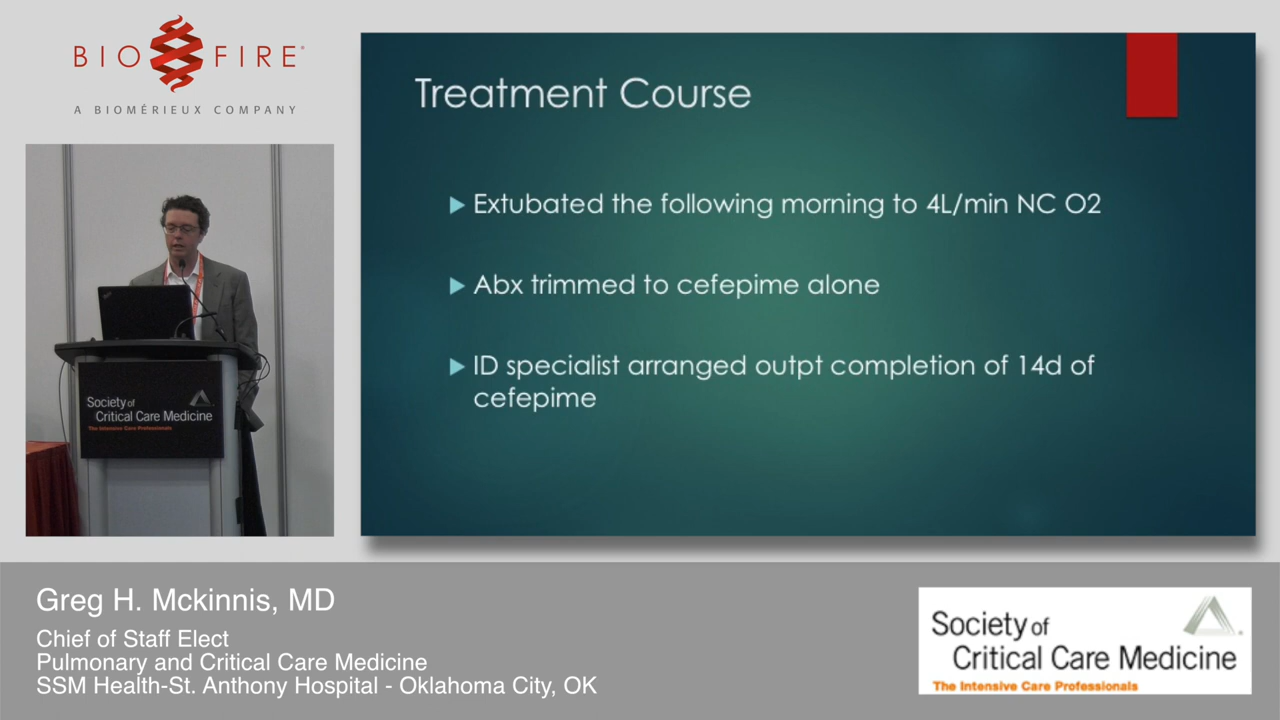 BIO FIRE
A BIOMÉRIEUX COMPANY
Treatment Course
Extubated the following morning to 4L/min NC O2
Abx trimmed to cefepime alone
ID specialist arranged outpt completion of 14d of
cefepime
Society of
Critical Care Medicine
The Intensive Care Professionals
Greg H. Mckinnis, MD
Chief of Staff Elect
Pulmonary and Critical Care Medicine
SSM Health-St. Anthony Hospital - Oklahoma City, OK
Society of
Critical Care Medicine
The Intensive Care Professionals